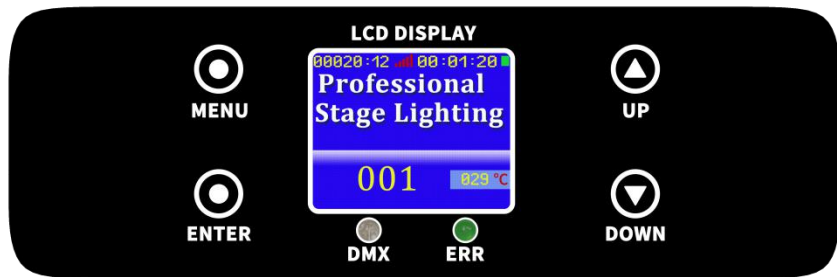 LCD DISPLAY
00020:12 00:01:20
Professional
Stage Lighting
001
029 °C
MENU
UP
ENTER
DOWN
DMX
ERR